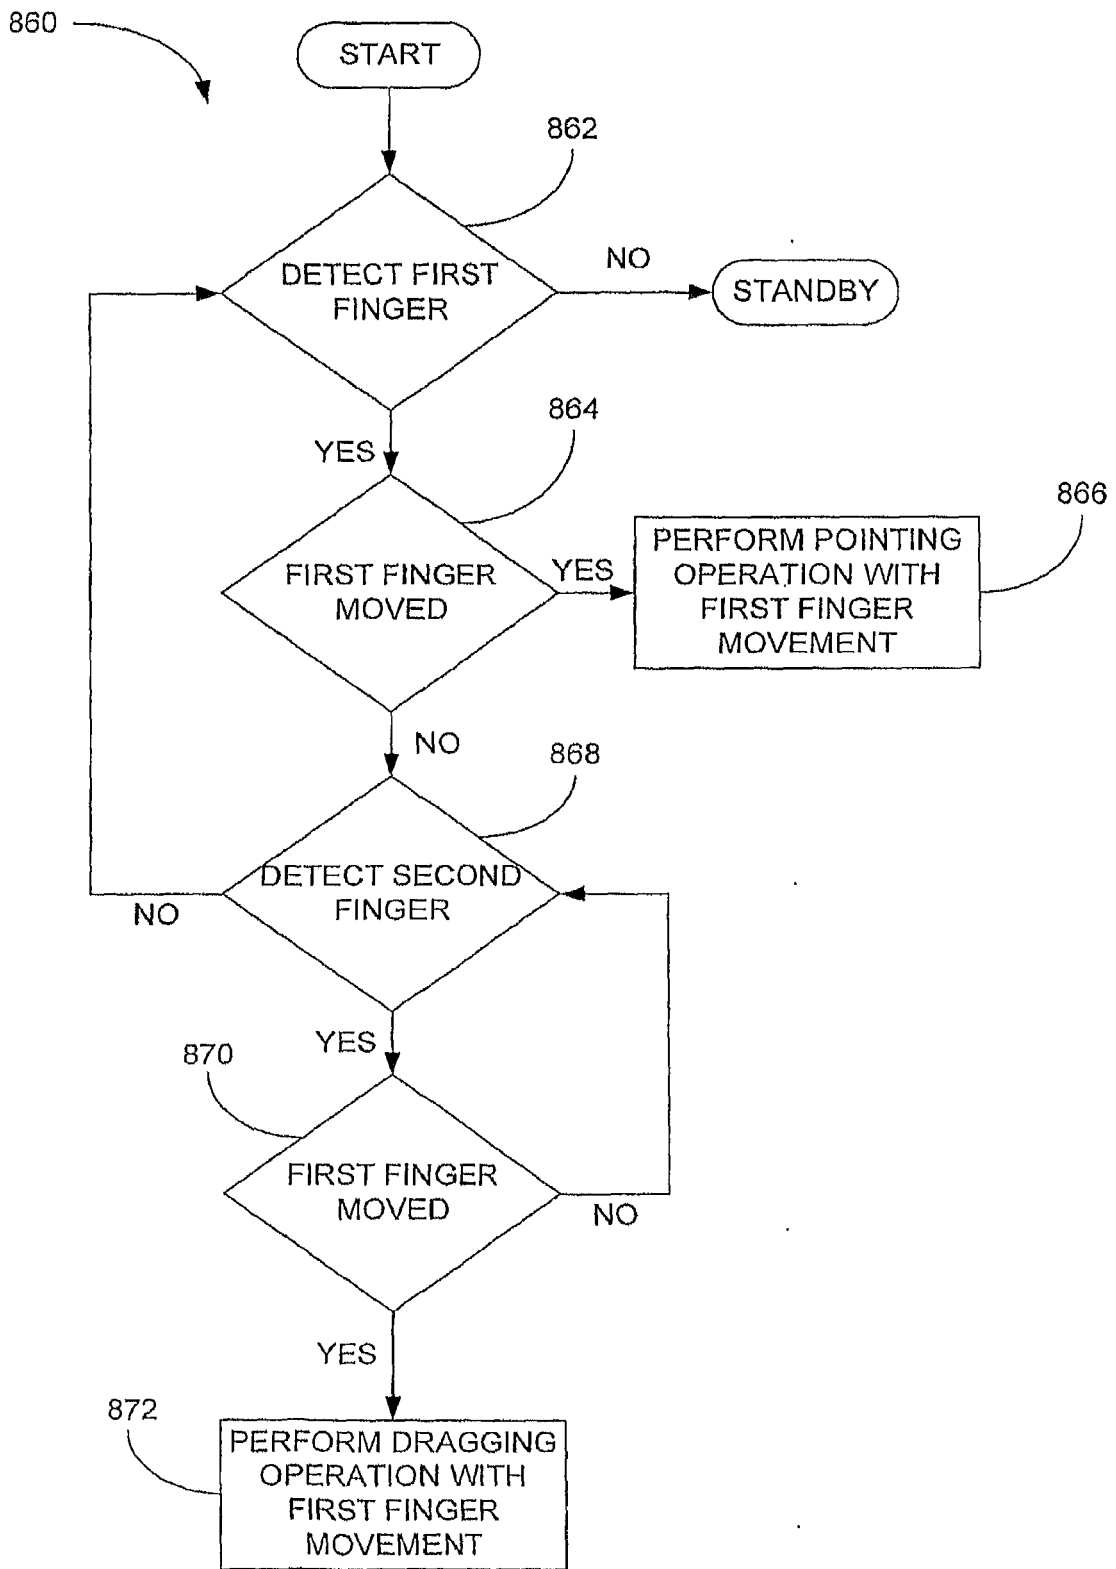 860
START
862
DETECT FIRST
FINGER
NO
STANDBY
YES
864
FIRST FINGER
MOVED
YES
866
PERFORM POINTING
OPERATION WITH
FIRST FINGER
MOVEMENT
NO
868
DETECT SECOND
FINGER
NO
YES
870
FIRST FINGER
MOVED
NO
YES
872
PERFORM DRAGGING
OPERATION WITH
FIRST FINGER
MOVEMENT